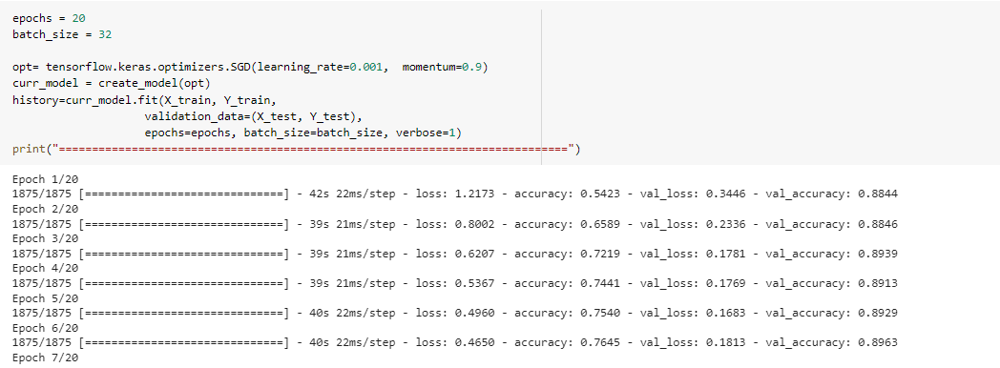 epochs = 20
batch_size = 32
opt= tensorflow.keras.optimizers.SGD(learning_rate=0.001,  momentum=0.9)
curr_model = create_model(opt)
history=curr_model.fit(X_train, Y_train,
                    validation_data=(X_test, Y_test),
                    epochs=epochs, batch_size=batch_size, verbose=1)
print("=============================================================================")
Epoch 1/20
1875/1875 [==============================] - 42s 22ms/step - loss: 1.2173 - accuracy: 0.5423 - val_loss: 0.3446 - val_accuracy: 0.8844
Epoch 2/20
1875/1875 [==============================] - 39s 21ms/step - loss: 0.8002 - accuracy: 0.6589 - val_loss: 0.2336 - val_accuracy: 0.8846
Epoch 3/20
1875/1875 [==============================] - 39s 21ms/step - loss: 0.6207 - accuracy: 0.7219 - val_loss: 0.1781 - val_accuracy: 0.8939
Epoch 4/20
1875/1875 [==============================] - 39s 21ms/step - loss: 0.5367 - accuracy: 0.7441 - val_loss: 0.1769 - val_accuracy: 0.8913
Epoch 5/20
1875/1875 [==============================] - 40s 22ms/step - loss: 0.4960 - accuracy: 0.7540 - val_loss: 0.1683 - val_accuracy: 0.8929
Epoch 6/20
1875/1875 [==============================] - 40s 22ms/step - loss: 0.4650 - accuracy: 0.7645 - val_loss: 0.1813 - val_accuracy: 0.8963
Epoch 7/20